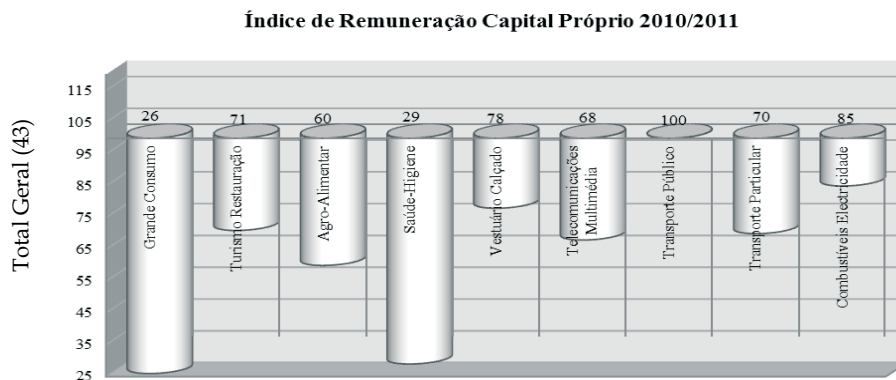 Índice de Remuneração Capital Próprio 2010/2011
Total Geral (43)
115
105
95
85
75
65
55
45
35
25
26
71
60
29
78
68
100
70
85
Grande Consumo
Turismo Restauração
Agro-Alimentar
Saúde-Higiene
Vestuário Calçado
Telecomunicações
Multimédia
Transporte Público
Transporte Particular
Combustíveis Electricidade